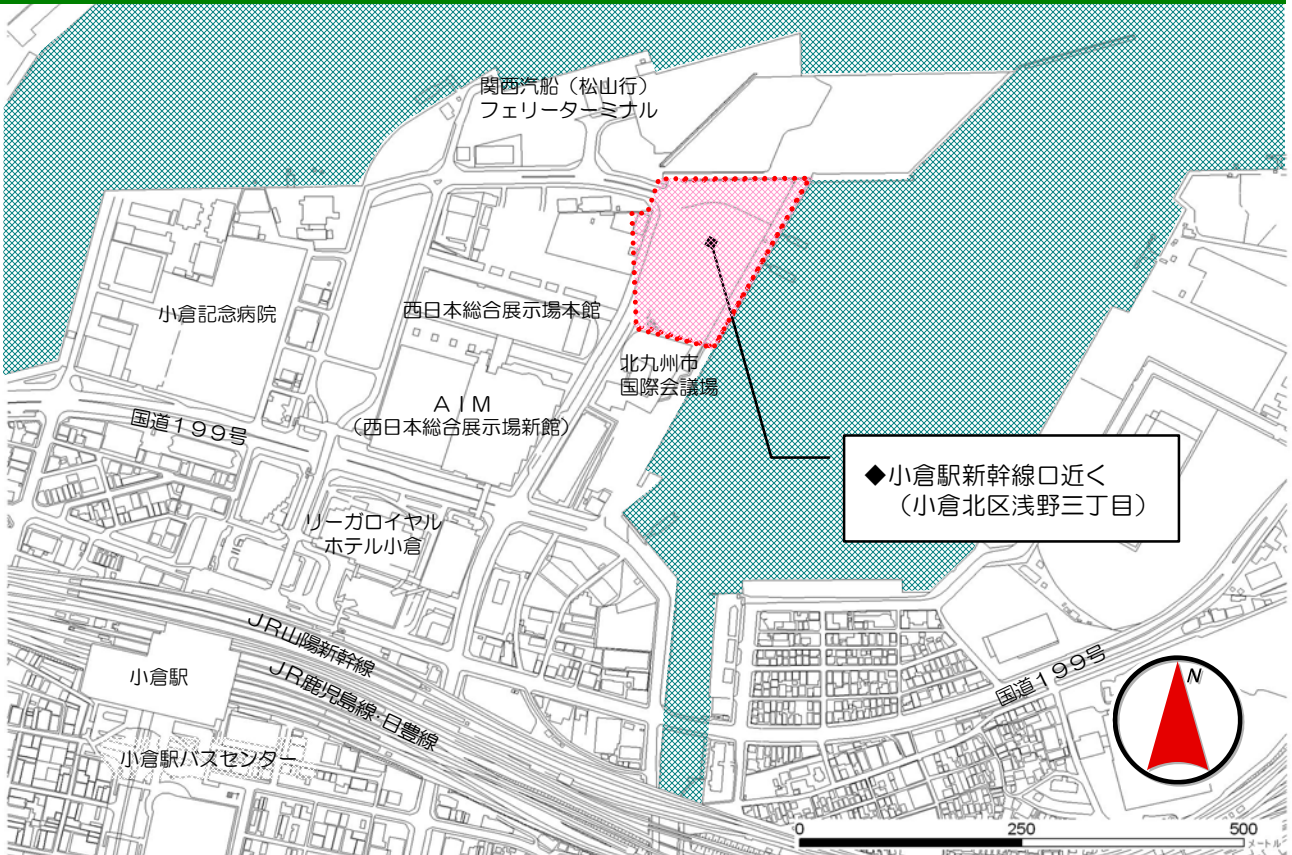 関西汽船（松山行）
フェリーターミナル
小倉記念病院
西日本総合展示場本館
北九州市
国際会議場
ＡＩＭ
（西日本総合展示場新館）
国道１９９号
◆小倉駅新幹線口近く
（小倉北区浅野三丁目）
リーガロイヤル
ホテル小倉
ＪＲ山陽新幹線
ＪＲ鹿児島線・日豊線
小倉駅
国道１９９号
N
小倉駅バスセンター
0 250 500
メートル